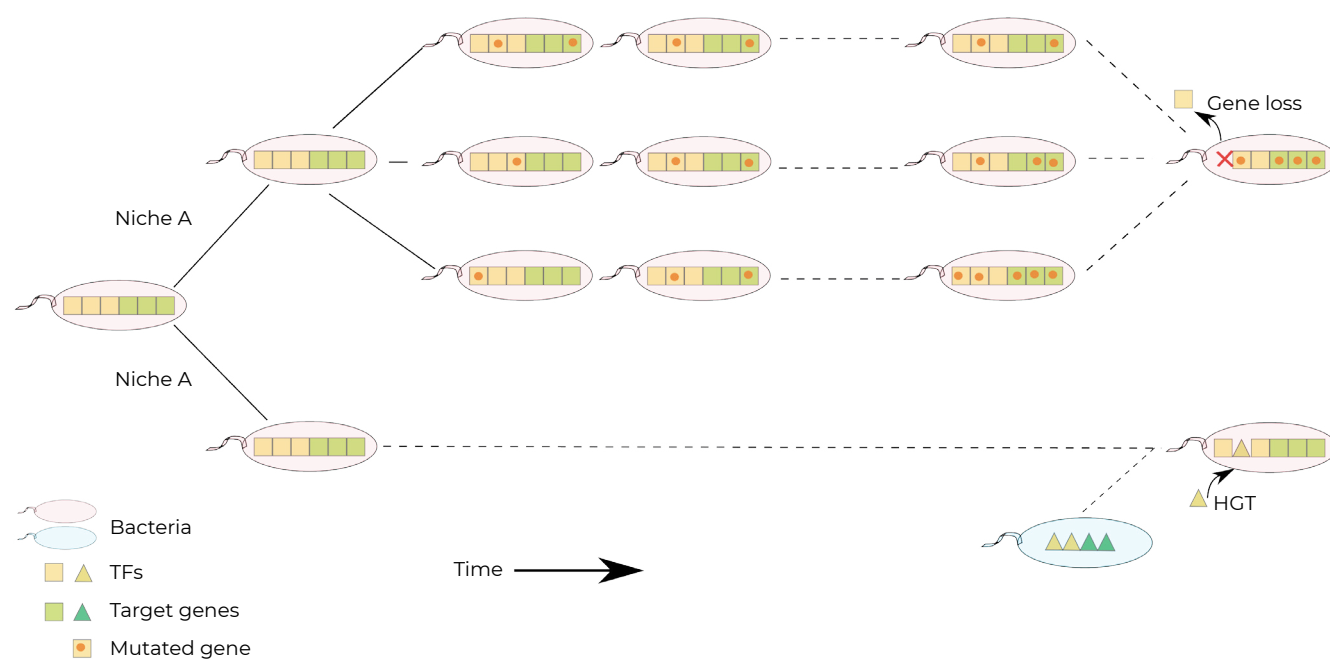 Gene loss
Niche A
Niche A
HGT
Bacteria
Time
TFs
Target genes
Mutated gene